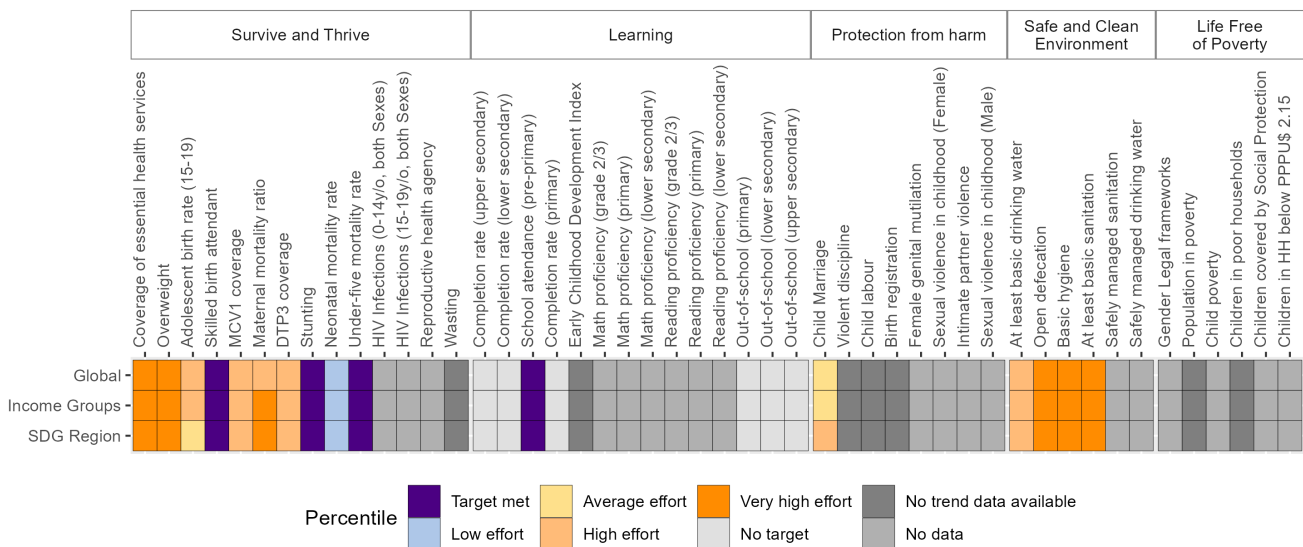 Survive and Thrive
Learning
Protection from harm
Safe and Clean
Environment
Life Free
of Poverty
Coverage of essential health services
Overweight
Adolescent birth rate (15-19)
Skilled birth attendant
MCV1 coverage
Maternal mortality ratio
DTP3 coverage
Stunting
Neonatal mortality rate
Under-five mortality rate
HIV Infections (0-14y/o, both Sexes)
HIV Infections (15-19y/o, both Sexes)
Reproductive health agency
Wasting
Completion rate (upper secondary)
Completion rate (lower secondary)
School attendance (pre-primary)
Completion rate (primary)
Early Childhood Development Index
Math proficiency (grade 2/3)
Math proficiency (primary)
Math proficiency (lower secondary)
Reading proficiency (grade 2/3)
Reading proficiency (primary)
Reading proficiency (lower secondary)
Out-of-school (primary)
Out-of-school (lower secondary)
Out-of-school (upper secondary)
Child Marriage
Violent discipline
Child labour
Birth registration
Female genital mutilation
Sexual violence in childhood (Female)
Intimate partner violence
Sexual violence in childhood (Male)
At least basic drinking water
Open defecation
Basic hygiene
At least basic sanitation
Safely managed sanitation
Safely managed drinking water
Gender Legal frameworks
Population in poverty
Child poverty
Children in poor households
Children covered by Social Protection
Children in HH below PPPU$ 2.15
Global
Income Groups
SDG Region
Percentile
Target met
Low effort
Average effort
High effort
Very high effort
No target
No trend data available
No data